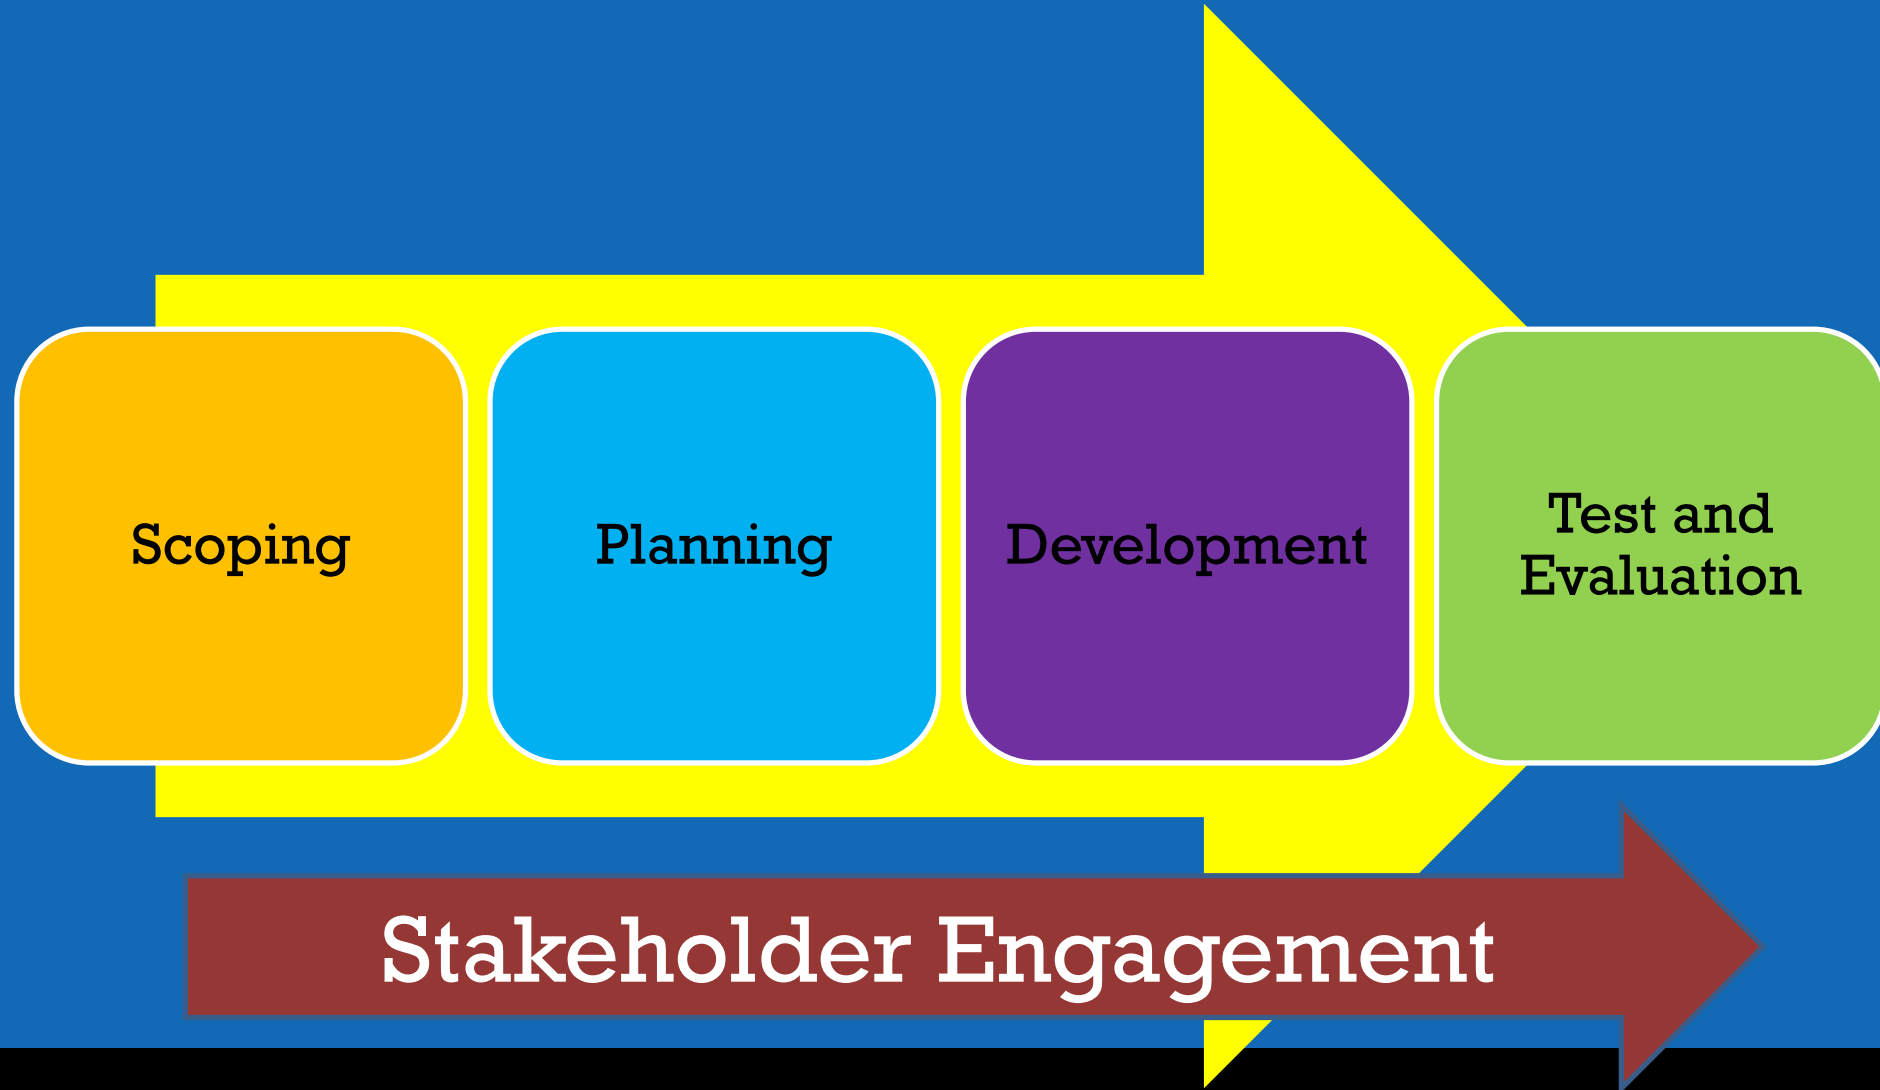 Scoping
Planning
Development
Test and
Evaluation
Stakeholder Engagement